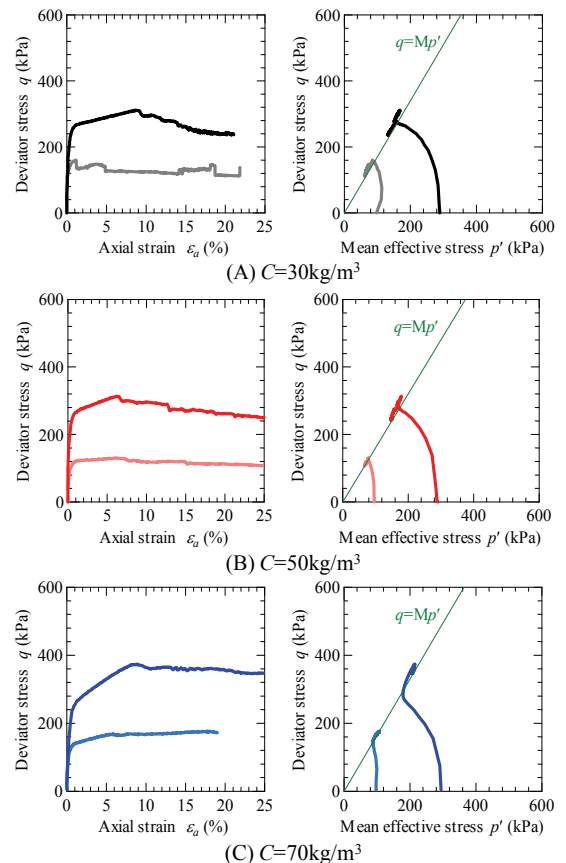 600
400
200
0
Deviator stress q (kPa)
0 5 10 15 20 25
Axial strain εa (%)
600
400
200
0
Deviator stress q (kPa)
q=Mp′
0 200 400 600
Mean effective stress p′ (kPa)
(A) C=30kg/m³
600
400
200
0
Deviator stress q (kPa)
0 5 10 15 20 25
Axial strain εa (%)
600
400
200
0
Deviator stress q (kPa)
q=Mp′
0 200 400 600
Mean effective stress p′ (kPa)
(B) C=50kg/m³
600
400
200
0
Deviator stress q (kPa)
0 5 10 15 20 25
Axial strain εa (%)
600
400
200
0
Deviator stress q (kPa)
q=Mp′
0 200 400 600
Mean effective stress p′ (kPa)
(C) C=70kg/m³